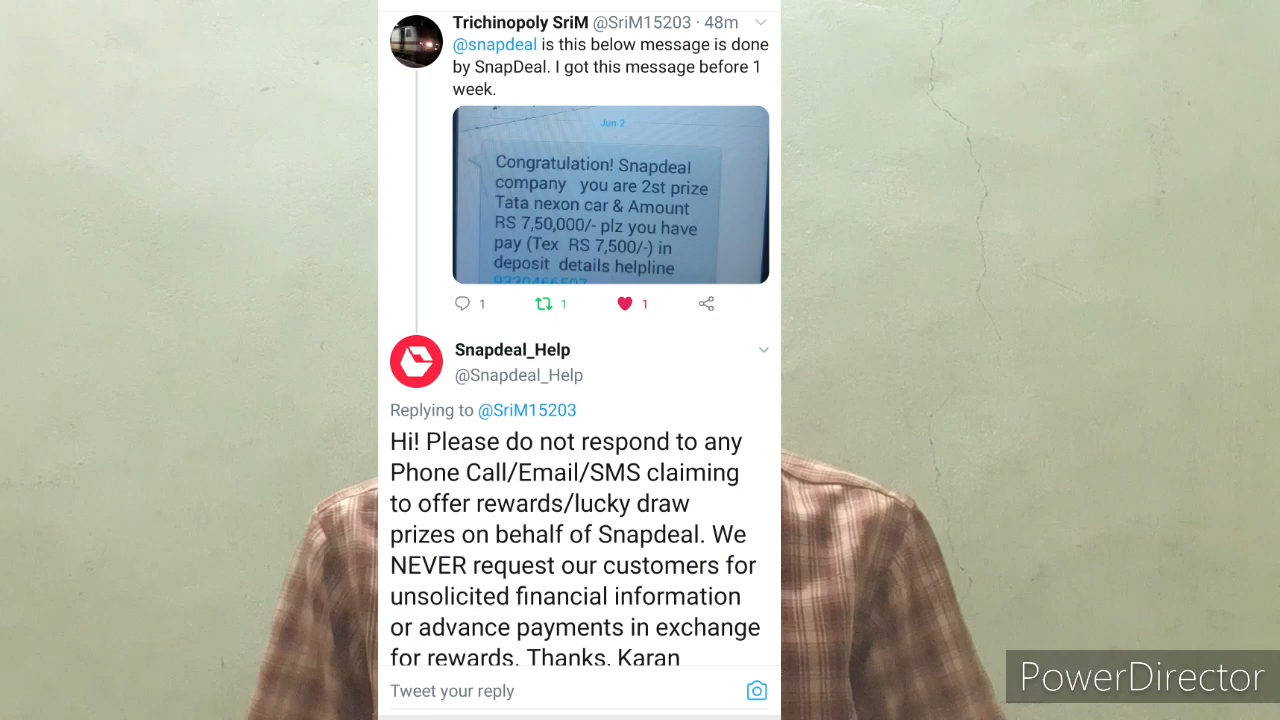 Trichinopoly SriM @SriM15203 · 48m
@snapdeal is this below message is done
by SnapDeal. I got this message before 1
week.
Jun 2
Congratulation! Snapdeal
company you are 2st prize
Tata nexon car & Amount
RS 7,50,000/- plz you have
pay (Tex RS 7,500/-) in
deposit details helpline
1
1
1
Snapdeal_Help
@Snapdeal_Help
Replying to @SriM15203
Hi! Please do not respond to any
Phone Call/Email/SMS claiming
to offer rewards/lucky draw
prizes on behalf of Snapdeal. We
NEVER request our customers for
unsolicited financial information
or advance payments in exchange
for rewards. Thanks. Karan
Tweet your reply
PowerDirector